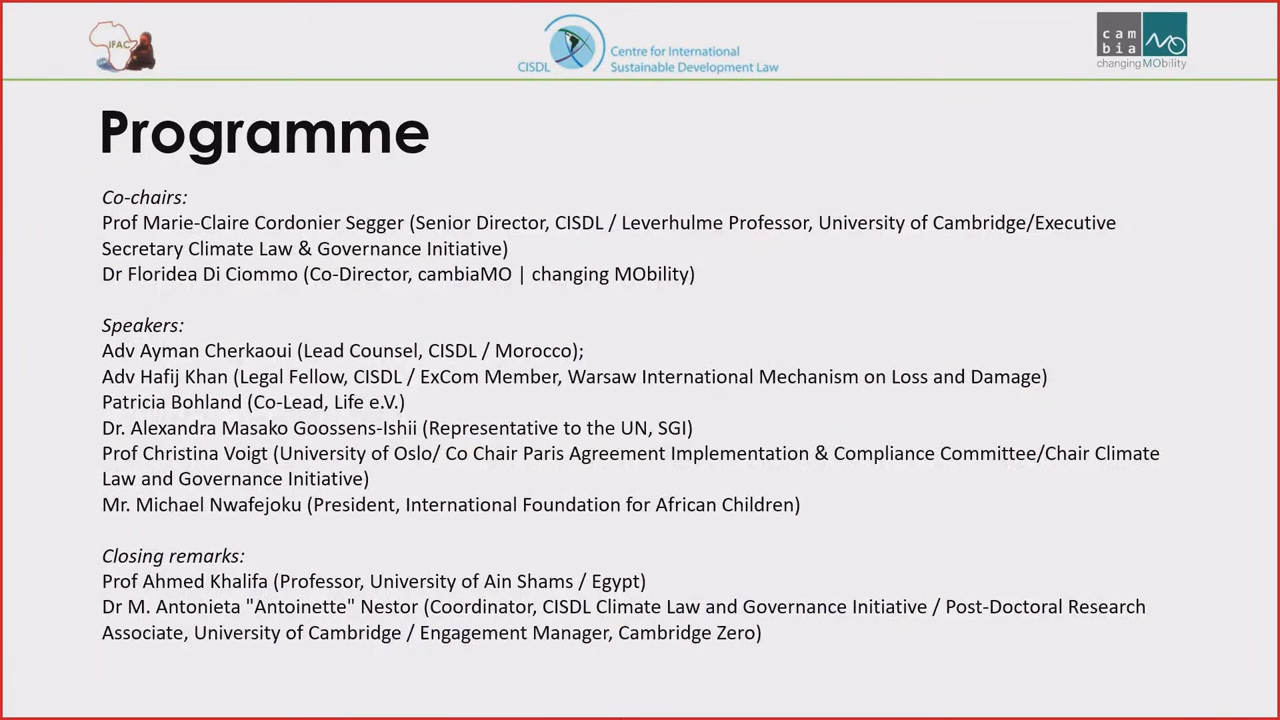 IFAC
CISDL
Centre for International
Sustainable Development Law
cam
bia
MO
changing MObility
Programme
Co-chairs:
Prof Marie-Claire Cordonier Segger (Senior Director, CISDL / Leverhulme Professor, University of Cambridge/Executive
Secretary Climate Law & Governance Initiative)
Dr Floridea Di Ciommo (Co-Director, cambiaMO | changing MObility)
Speakers:
Adv Ayman Cherkaoui (Lead Counsel, CISDL / Morocco);
Adv Hafij Khan (Legal Fellow, CISDL / ExCom Member, Warsaw International Mechanism on Loss and Damage)
Patricia Bohland (Co-Lead, Life e.V.)
Dr. Alexandra Masako Goossens-Ishii (Representative to the UN, SGI)
Prof Christina Voigt (University of Oslo/ Co Chair Paris Agreement Implementation & Compliance Committee/Chair Climate
Law and Governance Initiative)
Mr. Michael Nwafejoku (President, International Foundation for African Children)
Closing remarks:
Prof Ahmed Khalifa (Professor, University of Ain Shams / Egypt)
Dr M. Antonieta "Antoinette" Nestor (Coordinator, CISDL Climate Law and Governance Initiative / Post-Doctoral Research
Associate, University of Cambridge / Engagement Manager, Cambridge Zero)